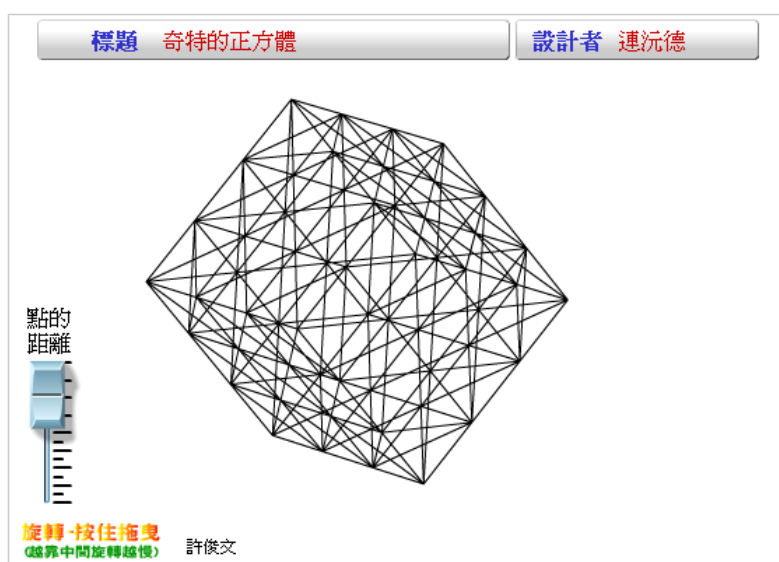 標題 奇特的正方體 設計者 連沅德
點的
距離
旋轉-按住拖曳
(越靠中間旋轉越慢) 許俊文